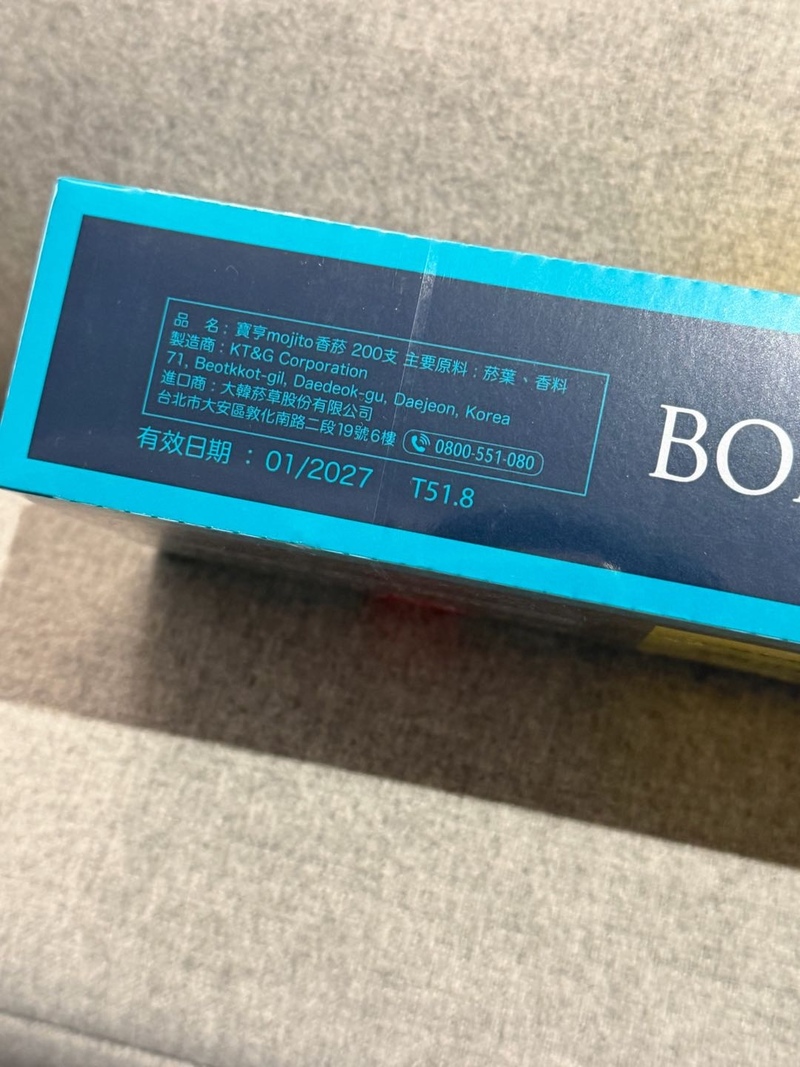 品　名：寶亨mojito香菸 200支 主要原料：菸葉、香料
製造商：KT&G Corporation
71, Beotkkot-gil, Daedeok-gu, Daejeon, Korea
進口商：大韓菸草股份有限公司
台北市大安區敦化南路二段19號6樓 0800-551-080
有效日期：01/2027 T51.8
BO